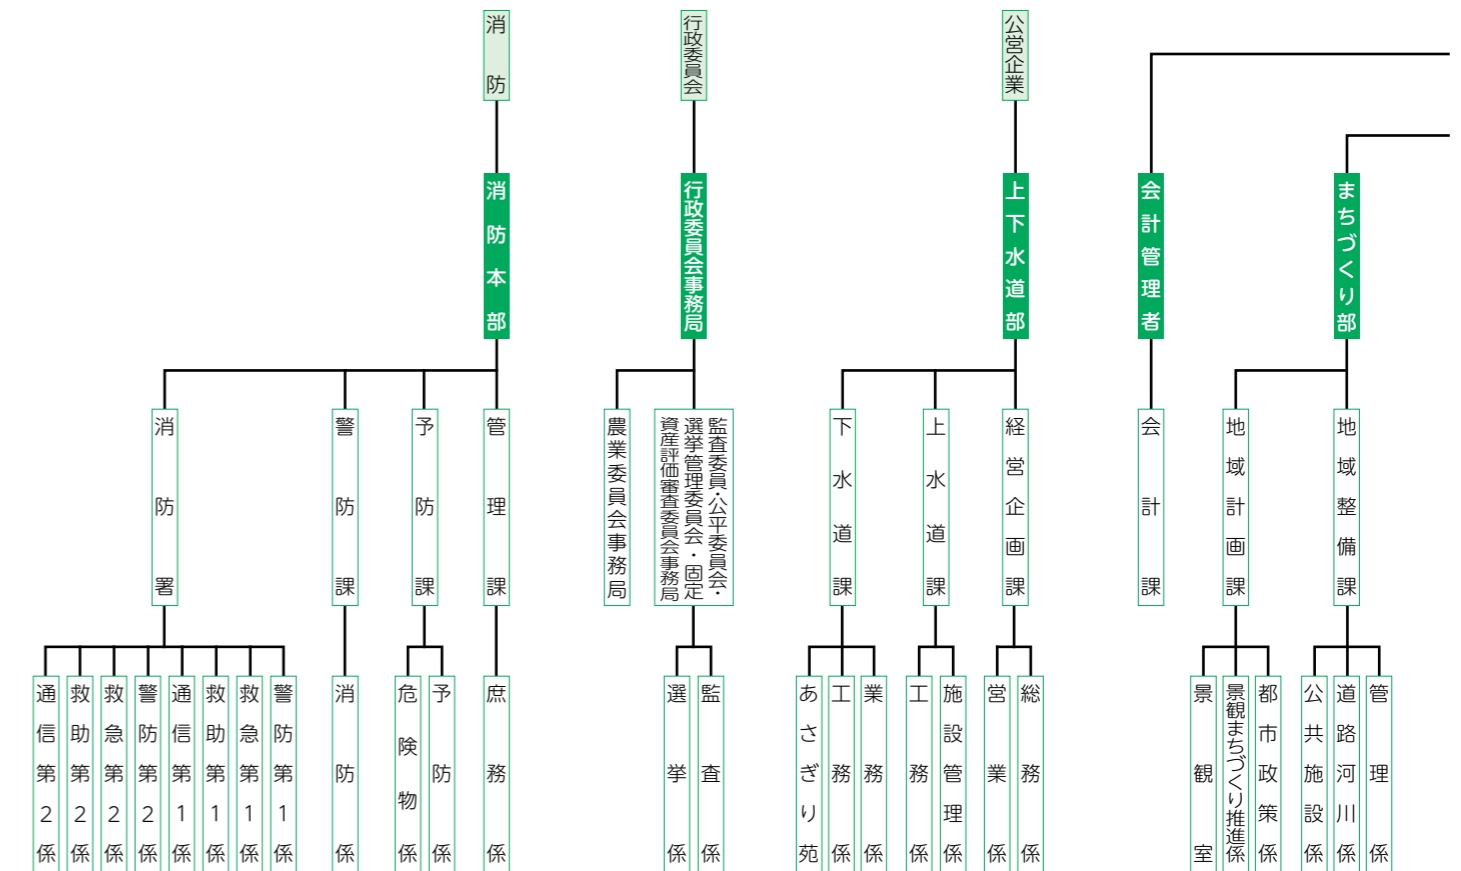 まちづくり部
地域整備課
管理係
道路河川係
公共施設係
地域計画課
都市政策係
景観まちづくり推進係
景観室
会計管理者
会計課
公営企業
上下水道部
経営企画課
総務係
営業係
上水道課
施設管理係
工務係
下水道課
業務係
工務係
あさぎり苑
行政委員会
行政委員会事務局
監査委員・公平委員会・
選挙管理委員会・固定
資産評価審査委員会事務局
監査係
選挙係
農業委員会事務局
消防
消防本部
管理課
庶務係
予防課
予防係
危険物係
警防課
消防係
消防署
警防第1係
救急第1係
救助第1係
通信第1係
警防第2係
救急第2係
救助第2係
通信第2係